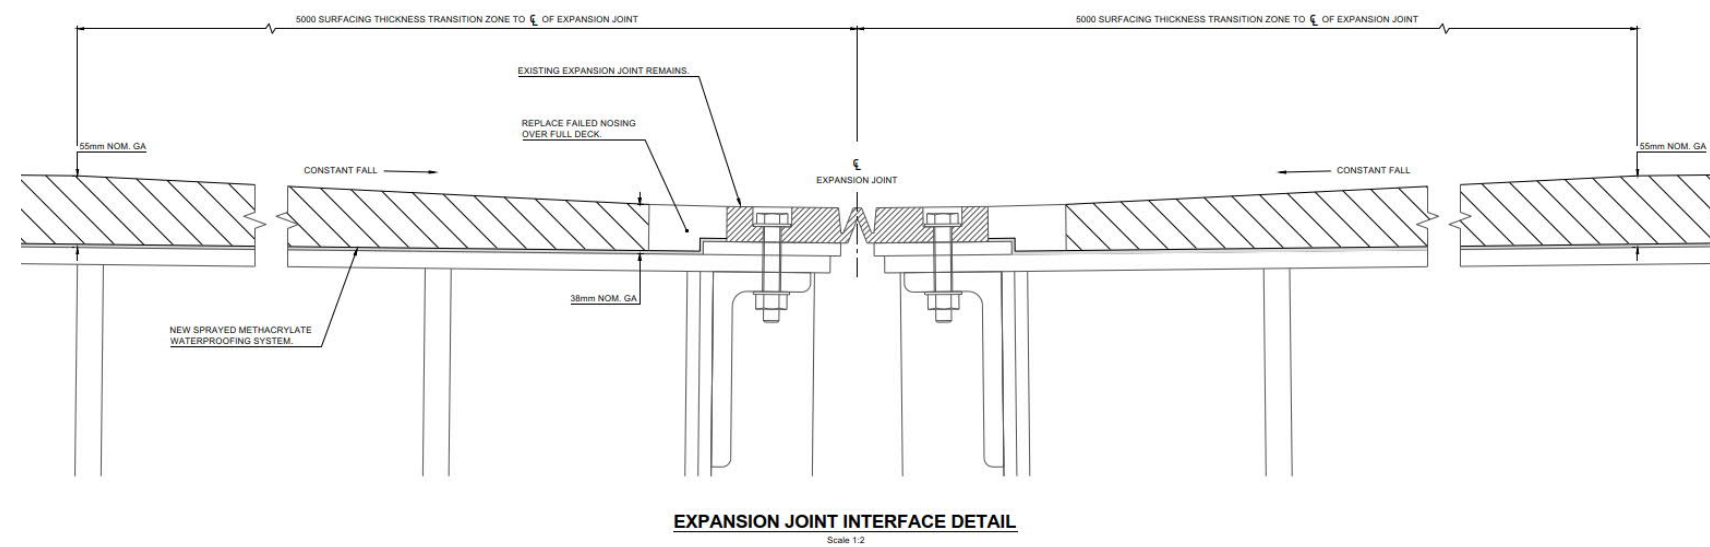 5000 SURFACING THICKNESS TRANSITION ZONE TO ℄ OF EXPANSION JOINT
5000 SURFACING THICKNESS TRANSITION ZONE TO ℄ OF EXPANSION JOINT
EXISTING EXPANSION JOINT REMAINS.
REPLACE FAILED NOSING
OVER FULL DECK.
55mm NOM. GA
55mm NOM. GA
CONSTANT FALL
℄
EXPANSION JOINT
CONSTANT FALL
38mm NOM. GA
NEW SPRAYED METHACRYLATE
WATERPROOFING SYSTEM.
EXPANSION JOINT INTERFACE DETAIL
Scale 1:2